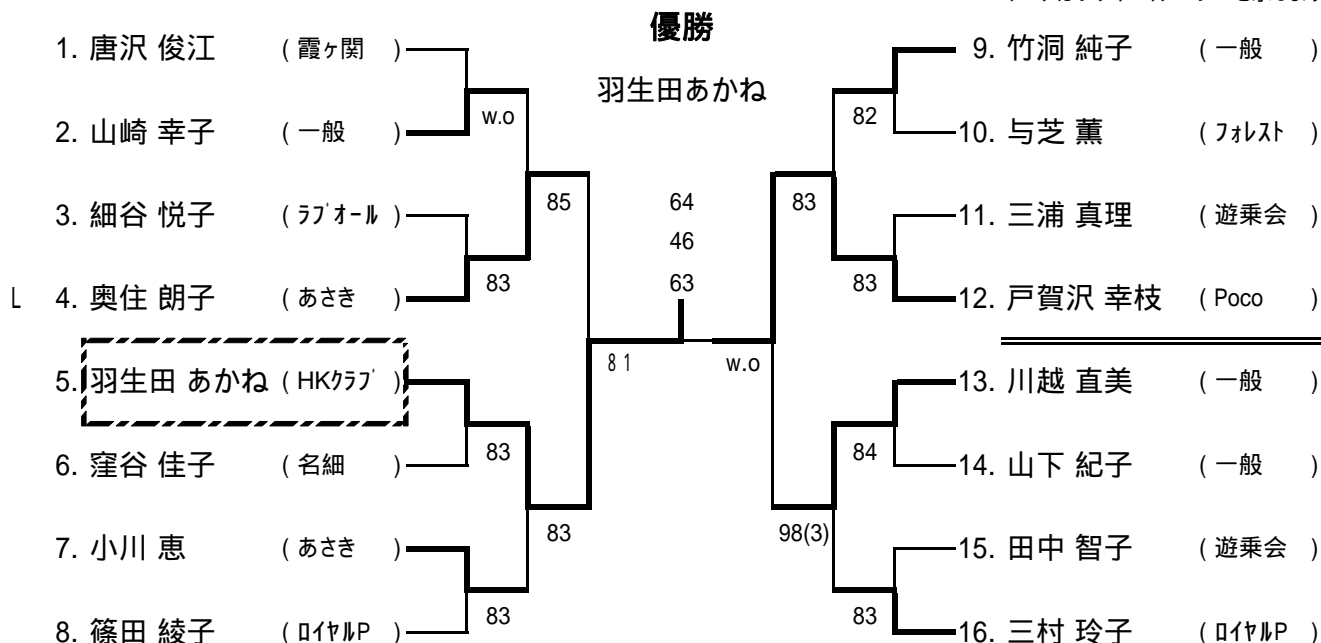 優勝
羽生田あかね
1. 唐沢 俊江 ( 霞ヶ関 )
2. 山崎 幸子 ( 一般 )
w.o
3. 細谷 悦子 ( ラブオール )
85
L 4. 奥住 朗子 ( あさき )
83
5. 羽生田 あかね ( HKクラブ )
81
6. 窪谷 佳子 ( 名細 )
83
7. 小川 恵 ( あさき )
83
8. 篠田 綾子 ( ロイヤルP )
83
64
46
63
9. 竹洞 純子 ( 一般 )
82
10. 与芝 薫 ( フォレスト )
83
11. 三浦 真理 ( 遊乗会 )
83
12. 戸賀沢 幸枝 ( Poco )
w.o
13. 川越 直美 ( 一般 )
84
14. 山下 紀子 ( 一般 )
98(3)
15. 田中 智子 ( 遊乗会 )
83
16. 三村 玲子 ( ロイヤルP )